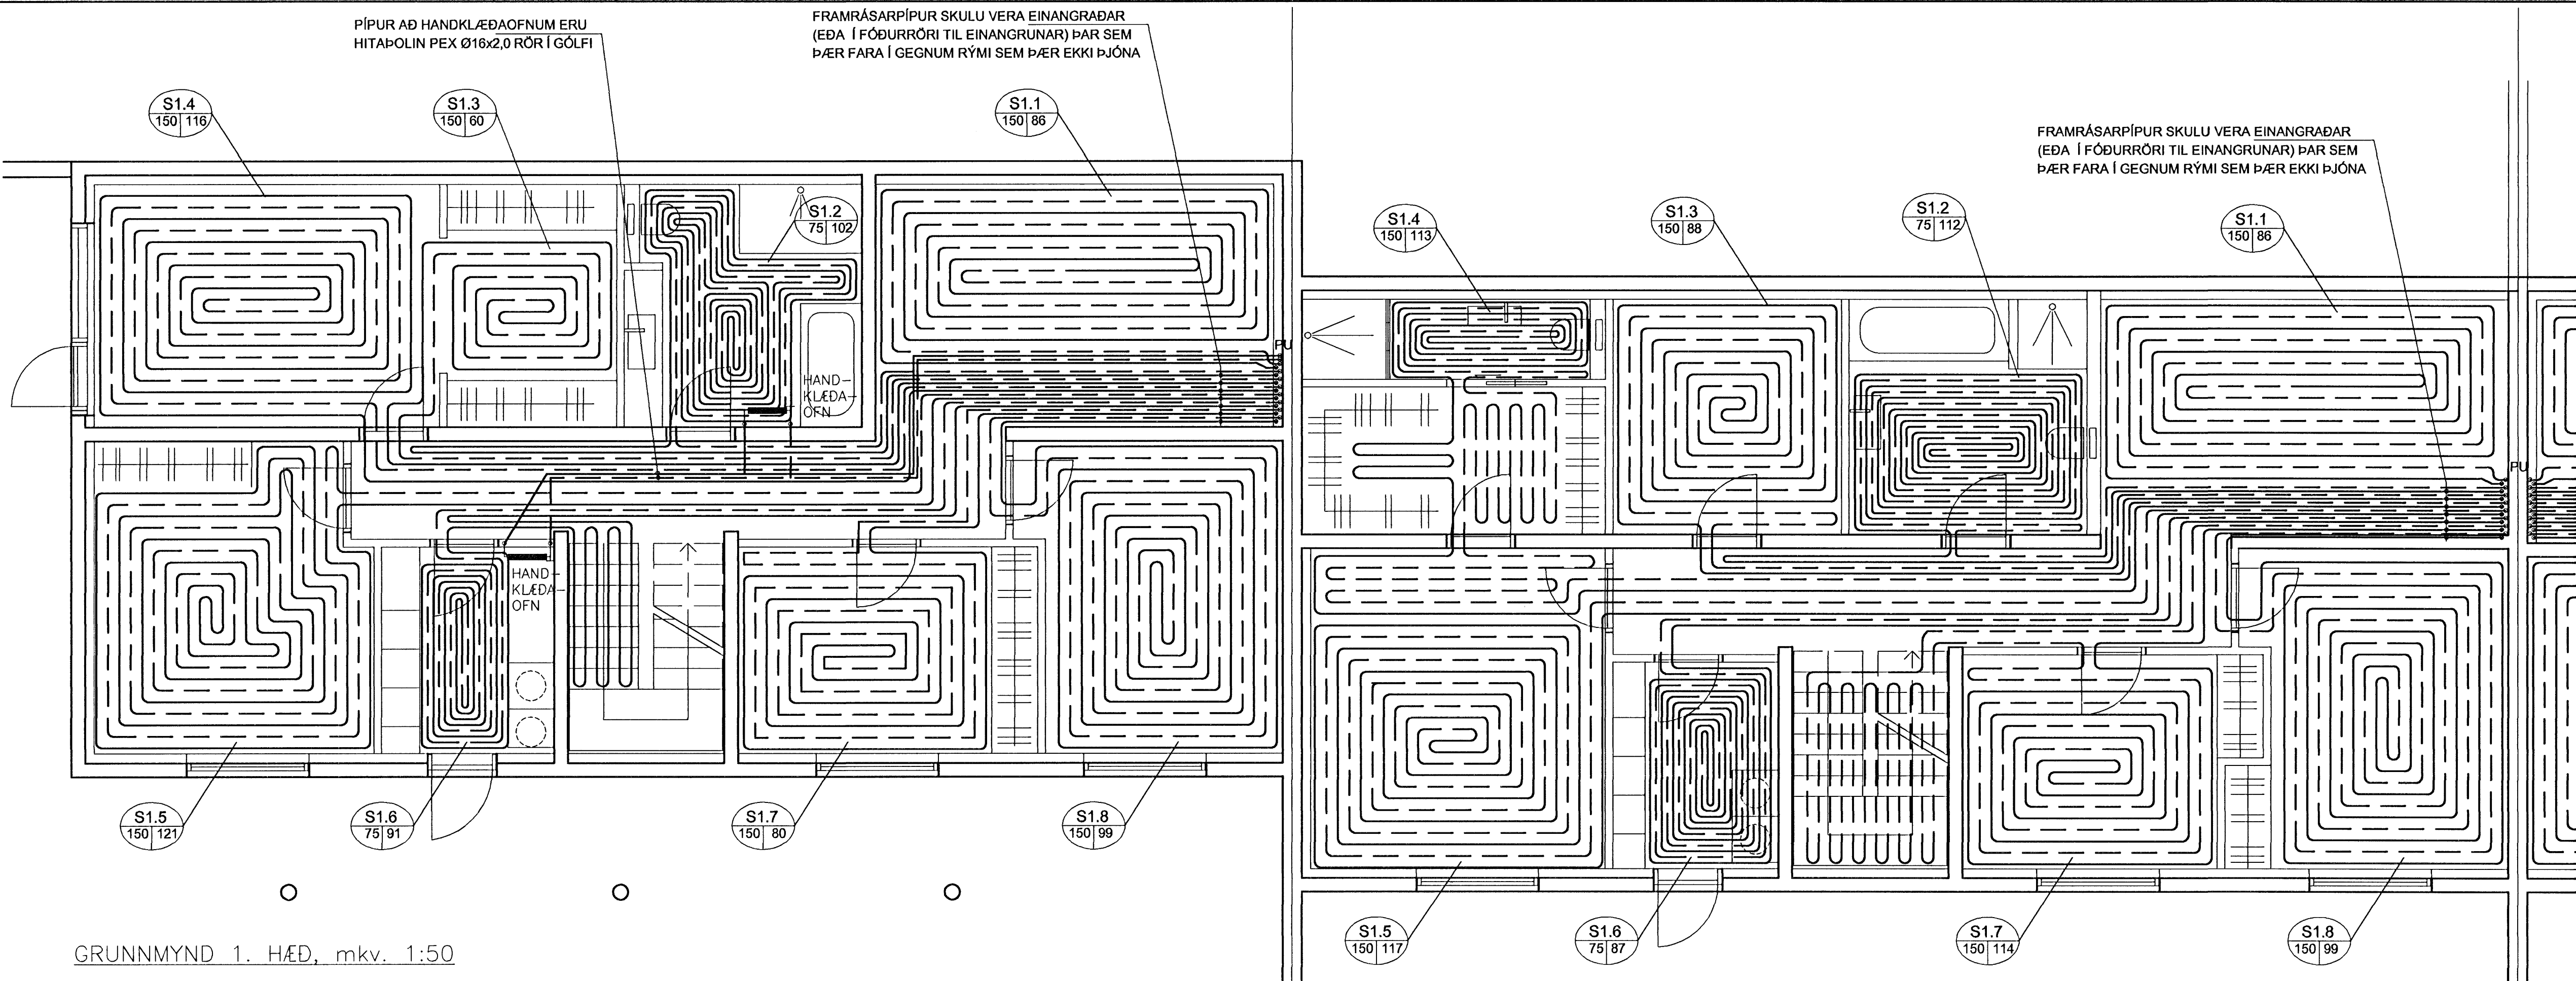 PÍPUR AÐ HANDKLÆÐAOFNUM ERU
HITAÞOLIN PEX Ø16x2,0 RÖR Í GÓLFI
FRAMRÁSARPÍPUR SKULU VERA EINANGRAÐAR
(EÐA Í FÓÐURRÖRI TIL EINANGRUNAR) ÞAR SEM
ÞÆR FARA Í GEGNUM RÝMI SEM ÞÆR EKKI ÞJÓNA
S1.4
150 116
S1.3
150 60
S1.1
150 86
S1.2
75 102
FRAMRÁSARPÍPUR SKULU VERA EINANGRAÐAR
(EÐA Í FÓÐURRÖRI TIL EINANGRUNAR) ÞAR SEM
ÞÆR FARA Í GEGNUM RÝMI SEM ÞÆR EKKI ÞJÓNA
S1.4
150 113
S1.3
150 88
S1.2
75 112
S1.1
150 86
PU
HAND-
KLÆÐA-
OFN
PU
HAND-
KLÆÐA-
OFN
S1.5
150 121
S1.6
75 91
S1.7
150 80
S1.8
150 99
S1.5
150 117
S1.6
75 87
S1.7
150 114
S1.8
150 99
GRUNNMYND 1. HÆÐ, mkv. 1:50